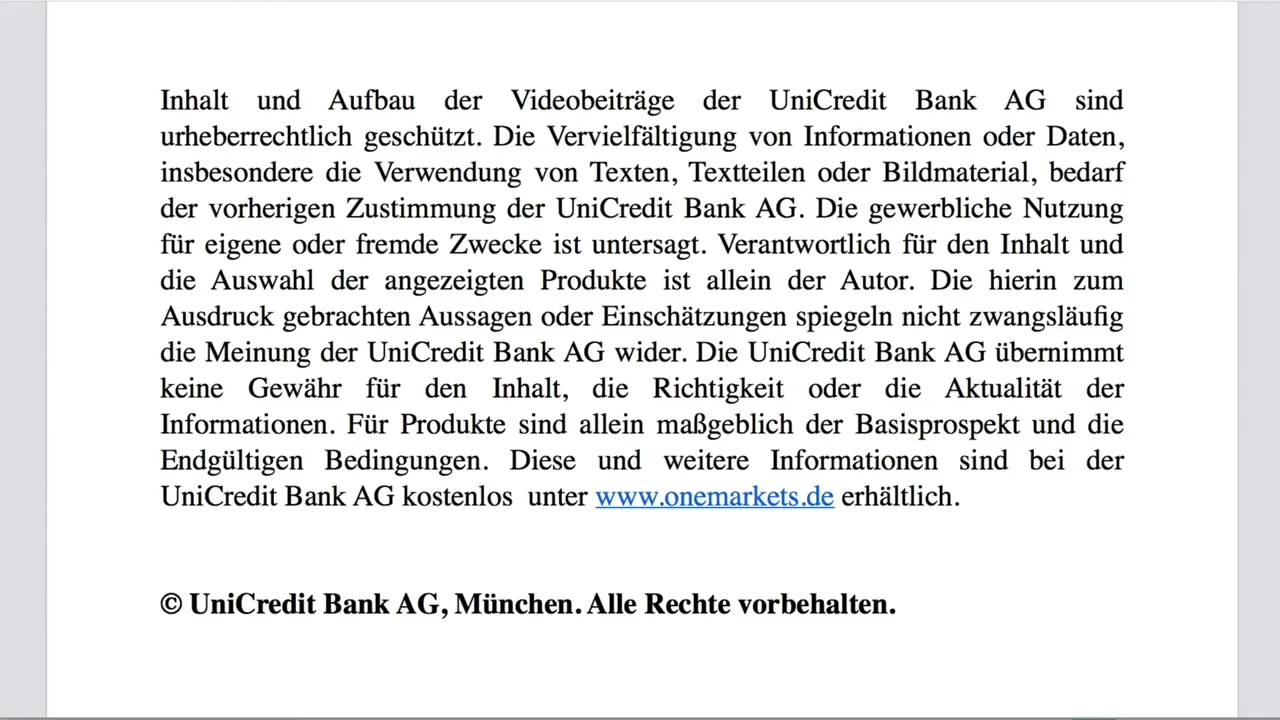 Inhalt und Aufbau der Videobeiträge der UniCredit Bank AG sind
urheberrechtlich geschützt. Die Vervielfältigung von Informationen oder Daten,
insbesondere die Verwendung von Texten, Textteilen oder Bildmaterial, bedarf
der vorherigen Zustimmung der UniCredit Bank AG. Die gewerbliche Nutzung
für eigene oder fremde Zwecke ist untersagt. Verantwortlich für den Inhalt und
die Auswahl der angezeigten Produkte ist allein der Autor. Die hierin zum
Ausdruck gebrachten Aussagen oder Einschätzungen spiegeln nicht zwangsläufig
die Meinung der UniCredit Bank AG wider. Die UniCredit Bank AG übernimmt
keine Gewähr für den Inhalt, die Richtigkeit oder die Aktualität der
Informationen. Für Produkte sind allein maßgeblich der Basisprospekt und die
Endgültigen Bedingungen. Diese und weitere Informationen sind bei der
UniCredit Bank AG kostenlos unter www.onemarkets.de erhältlich.
© UniCredit Bank AG, München. Alle Rechte vorbehalten.